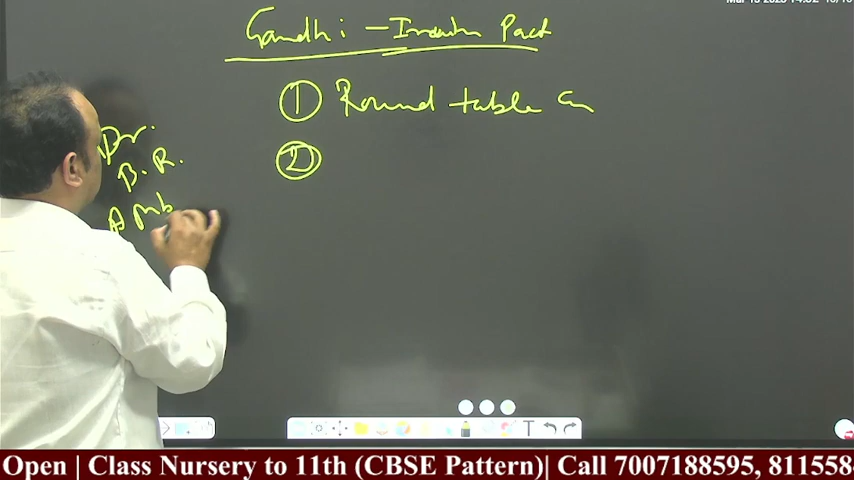 Gandhi - Irwin Pact
① Round table Con
②
Dr.
B. R.
Amb
Open | Class Nursery to 11th (CBSE Pattern)| Call 7007188595, 811558